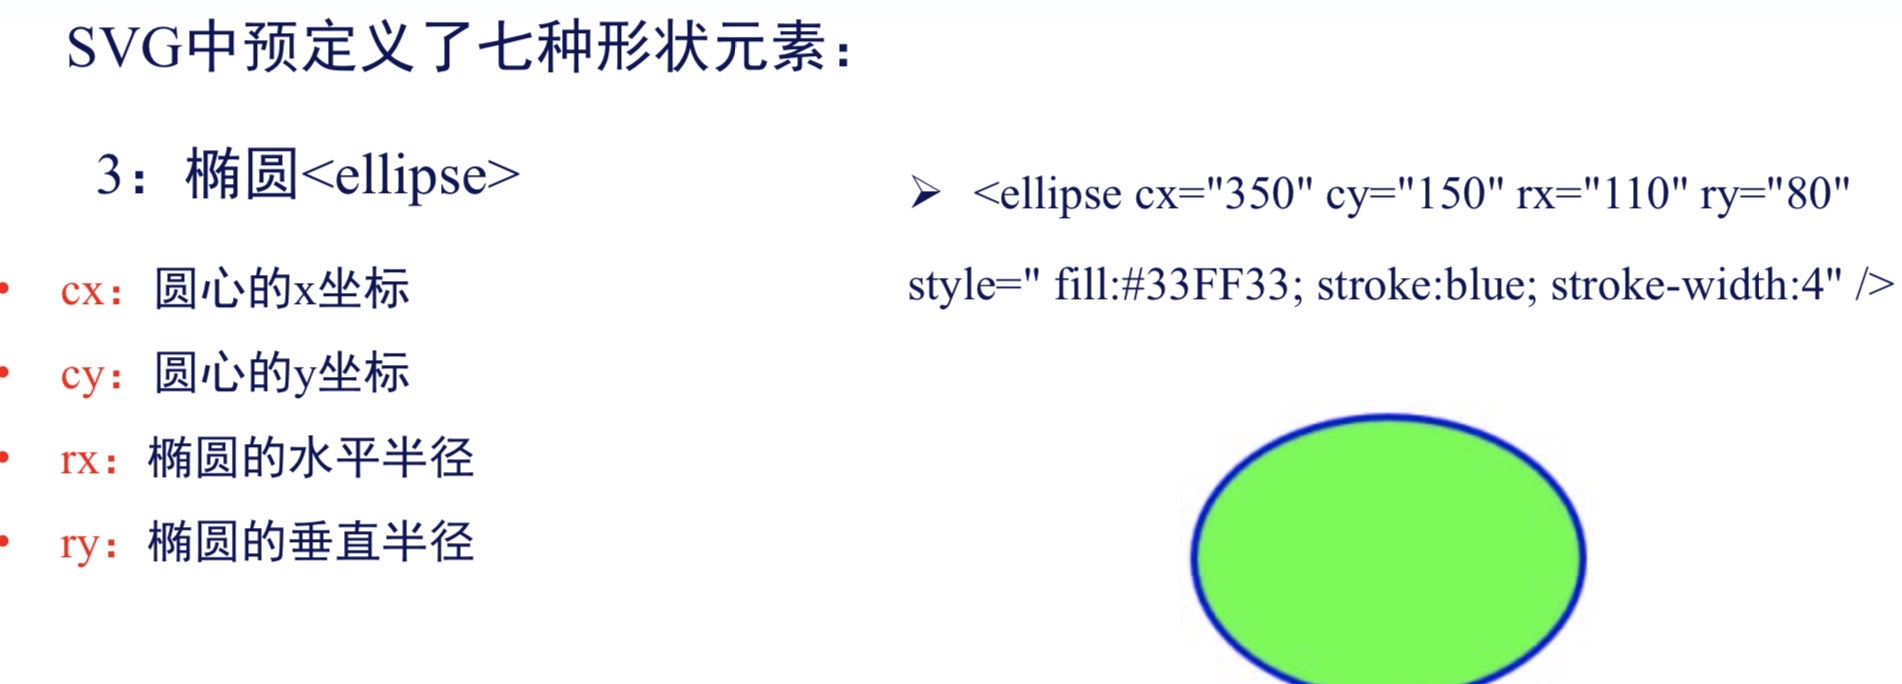 SVG中预定义了七种形状元素：
3：椭圆<ellipse>
• cx：圆心的x坐标
• cy：圆心的y坐标
• rx：椭圆的水平半径
• ry：椭圆的垂直半径
➢ <ellipse cx="350" cy="150" rx="110" ry="80"
style=" fill:#33FF33; stroke:blue; stroke-width:4" />